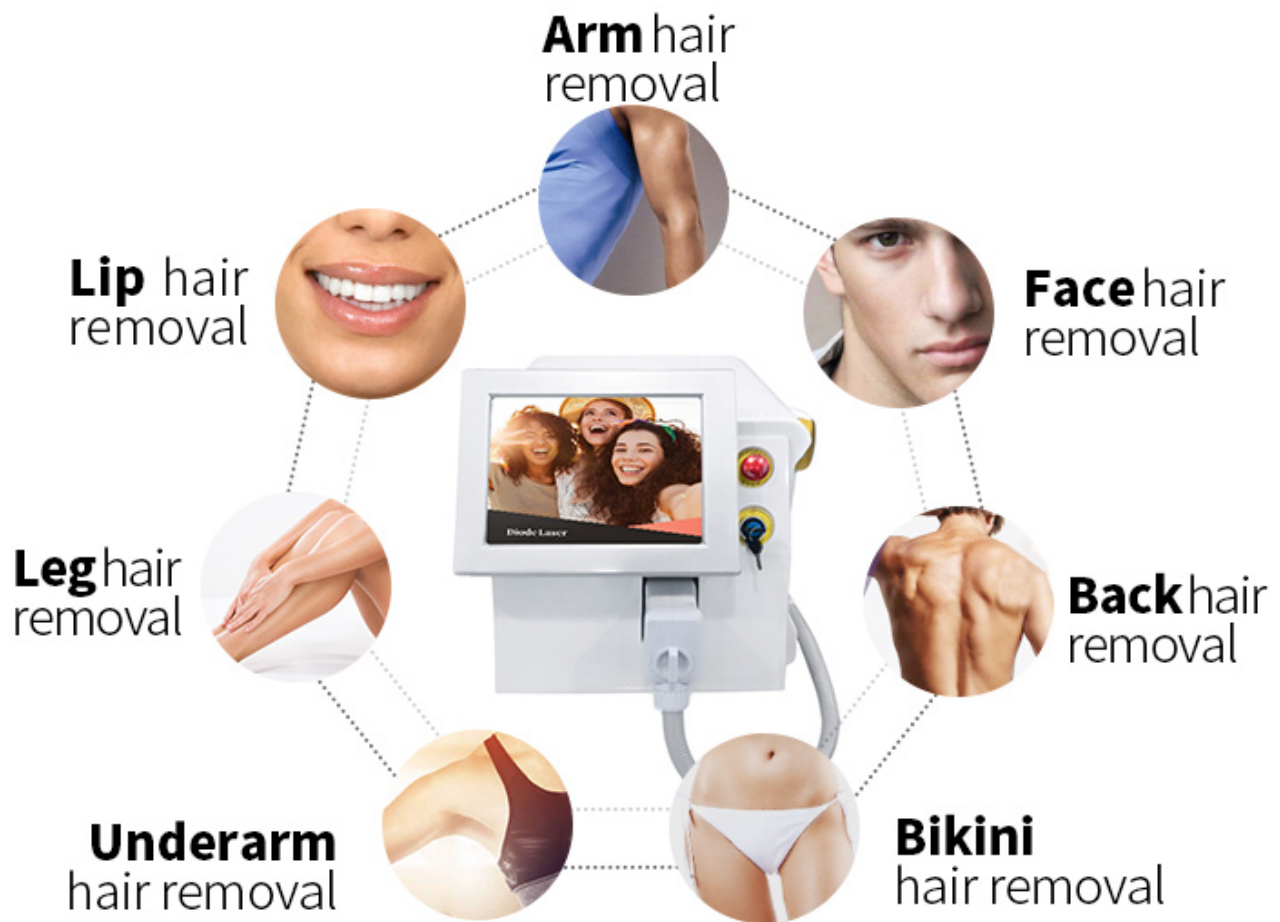 Arm hair
removal
Lip hair
removal
Face hair
removal
Diode Laser
Leg hair
removal
Back hair
removal
Underarm
hair removal
Bikini
hair removal